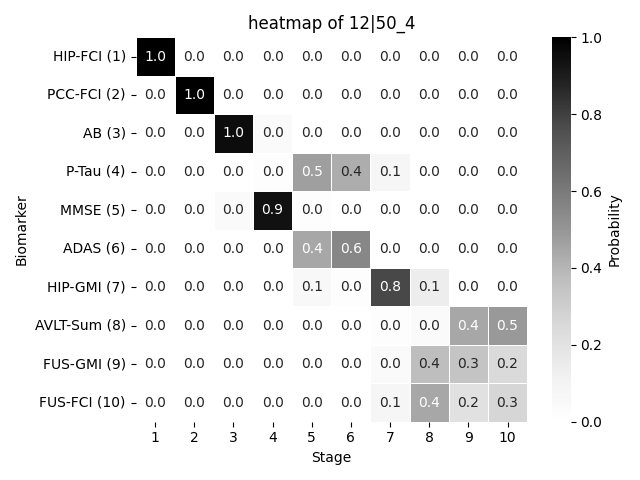 heatmap of 12|50_4
HIP-FCI (1) 1.0 0.0 0.0 0.0 0.0 0.0 0.0 0.0 0.0 0.0
PCC-FCI (2) 0.0 1.0 0.0 0.0 0.0 0.0 0.0 0.0 0.0 0.0
AB (3) 0.0 0.0 1.0 0.0 0.0 0.0 0.0 0.0 0.0 0.0
P-Tau (4) 0.0 0.0 0.0 0.0 0.5 0.4 0.1 0.0 0.0 0.0
MMSE (5) 0.0 0.0 0.0 0.9 0.0 0.0 0.0 0.0 0.0 0.0
ADAS (6) 0.0 0.0 0.0 0.0 0.4 0.6 0.0 0.0 0.0 0.0
HIP-GMI (7) 0.0 0.0 0.0 0.0 0.1 0.0 0.8 0.1 0.0 0.0
AVLT-Sum (8) 0.0 0.0 0.0 0.0 0.0 0.0 0.0 0.0 0.4 0.5
FUS-GMI (9) 0.0 0.0 0.0 0.0 0.0 0.0 0.0 0.4 0.3 0.2
FUS-FCI (10) 0.0 0.0 0.0 0.0 0.0 0.0 0.1 0.4 0.2 0.3
1 2 3 4 5 6 7 8 9 10
Stage
Biomarker
1.0
0.8
0.6
0.4
0.2
0.0
Probability